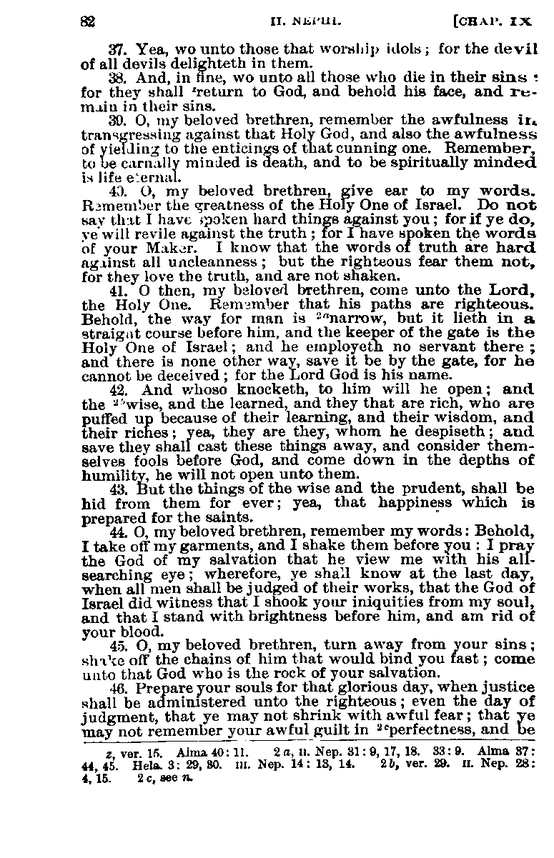 82 II. NEPHI. [CHAP. IX
37. Yea, wo unto those that worship idols; for the devil
of all devils delighteth in them.
38. And, in fine, wo unto all those who die in their sins;
for they shall ᶻreturn to God, and behold his face, and re-
main in their sins.
39. O, my beloved brethren, remember the awfulness in
transgressing against that Holy God, and also the awfulness
of yielding to the enticings of that cunning one. Remember,
to be carnally minded is death, and to be spiritually minded
is life eternal.
40. O, my beloved brethren, give ear to my words.
Remember the greatness of the Holy One of Israel. Do not
say that I have spoken hard things against you; for if ye do,
ye will revile against the truth; for I have spoken the words
of your Maker. I know that the words of truth are hard
against all uncleanness; but the righteous fear them not,
for they love the truth, and are not shaken.
41. O then, my beloved brethren, come unto the Lord,
the Holy One. Remember that his paths are righteous.
Behold, the way for man is ²ᵃnarrow, but it lieth in a
straight course before him, and the keeper of the gate is the
Holy One of Israel; and he employeth no servant there;
and there is none other way, save it be by the gate, for he
cannot be deceived; for the Lord God is his name.
42. And whoso knocketh, to him will he open; and
the ²ᵇwise, and the learned, and they that are rich, who are
puffed up because of their learning, and their wisdom, and
their riches; yea, they are they, whom he despiseth; and
save they shall cast these things away, and consider them-
selves fools before God, and come down in the depths of
humility, he will not open unto them.
43. But the things of the wise and the prudent, shall be
hid from them for ever; yea, that happiness which is
prepared for the saints.
44. O, my beloved brethren, remember my words: Behold,
I take off my garments, and I shake them before you: I pray
the God of my salvation that he view me with his all-
searching eye; wherefore, ye shall know at the last day,
when all men shall be judged of their works, that the God of
Israel did witness that I shook your iniquities from my soul,
and that I stand with brightness before him, and am rid of
your blood.
45. O, my beloved brethren, turn away from your sins;
shake off the chains of him that would bind you fast; come
unto that God who is the rock of your salvation.
46. Prepare your souls for that glorious day, when justice
shall be administered unto the righteous; even the day of
judgment, that ye may not shrink with awful fear; that ye
may not remember your awful guilt in ²ᶜperfectness, and be
z, ver. 15. Alma 40: 11. 2a, II. Nep. 31: 9, 17, 18. 33: 9. Alma 37:
44, 45. Hela. 3: 29, 30. III. Nep. 14: 13, 14. 2b, ver. 29. II. Nep. 28:
4, 15. 2c, see n.